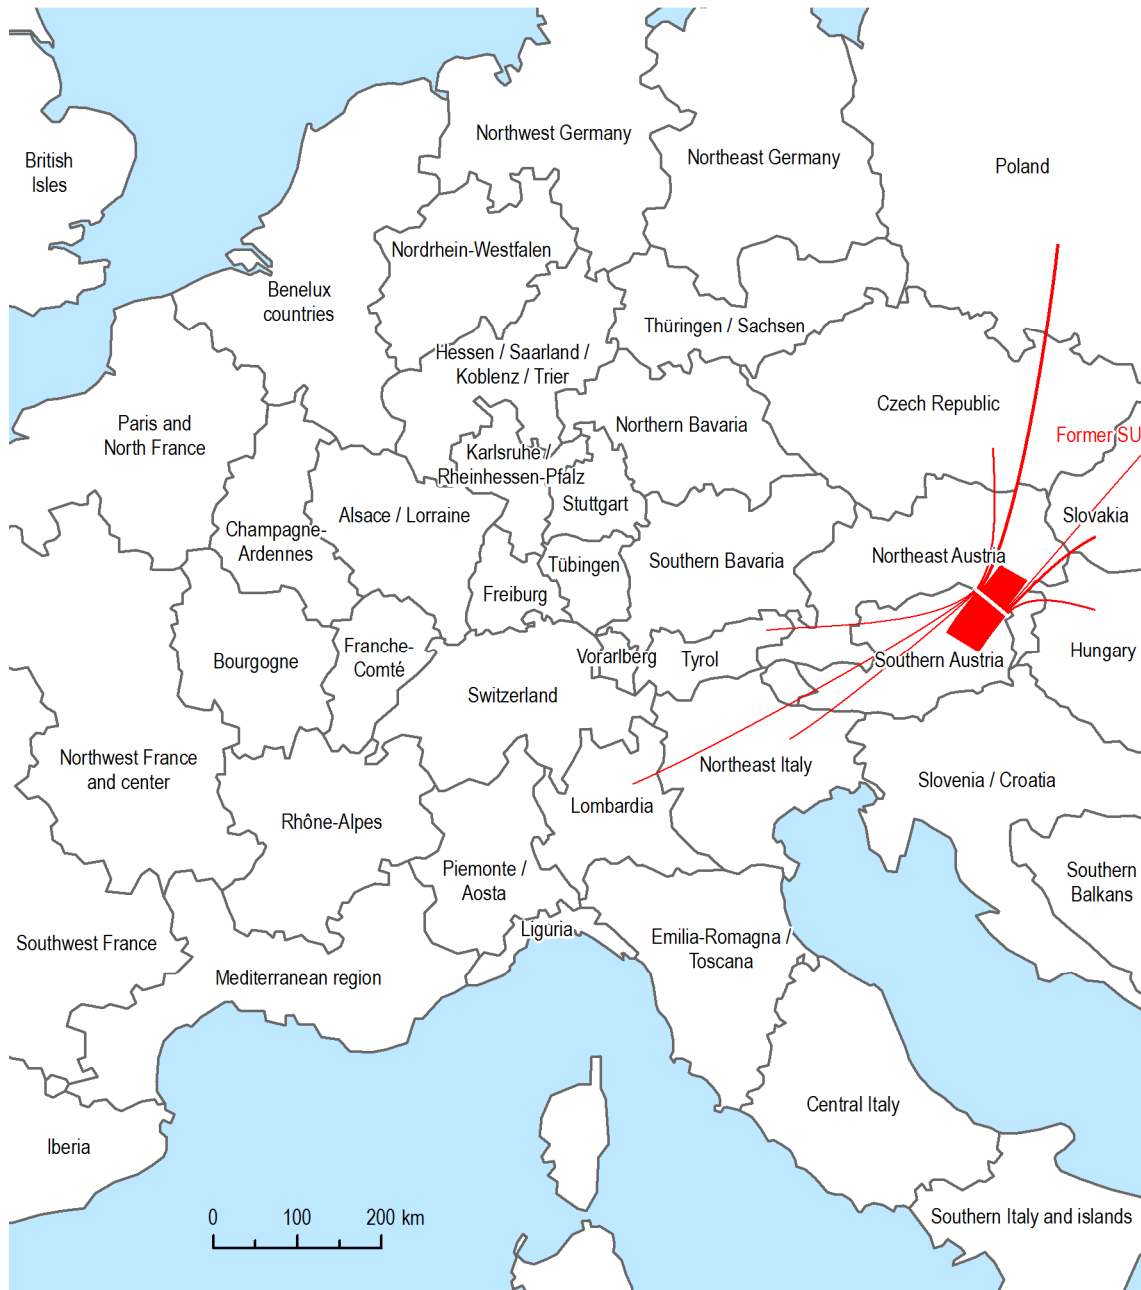 Northwest Germany
Northeast Germany
British
Isles
Poland
Nordrhein-Westfalen
Benelux
countries
Thüringen / Sachsen
Hessen / Saarland /
Koblenz / Trier
Czech Republic
Paris and
North France
Northern Bavaria
Former SU
Karlsruhe /
Rheinhessen-Pfalz
Stuttgart
Alsace / Lorraine
Slovakia
Champagne-
Ardennes
Northeast Austria
Southern Bavaria
Tübingen
Freiburg
Franche-
Comté
Bourgogne
Vorarlberg
Tyrol
Southern Austria
Hungary
Switzerland
Northwest France
and center
Northeast Italy
Slovenia / Croatia
Lombardia
Rhône-Alpes
Piemonte /
Aosta
Southern
Balkans
Southwest France
Liguria
Emilia-Romagna /
Toscana
Mediterranean region
Central Italy
Iberia
0 100 200 km
Southern Italy and islands